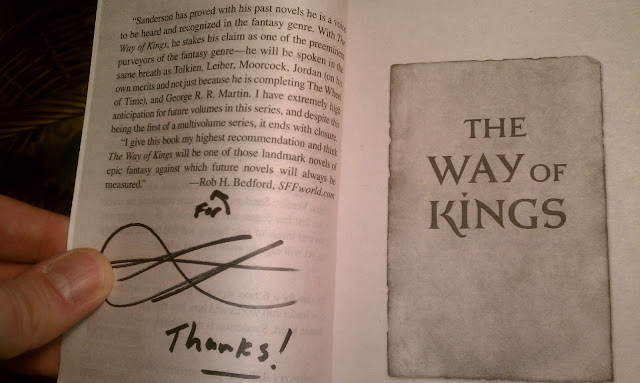 “Sanderson has proved with his past novels he is a voice
to be heard and recognized in the fantasy genre. With The
Way of Kings, he stakes his claim as one of the preeminent
purveyors of the fantasy genre—he will be spoken in the
same breath as Tolkien, Leiber, Moorcock, Jordan (on his
own merits and not just because he is completing The Wheel
of Time), and George R. R. Martin. I have extremely high
anticipation for future volumes in this series, and despite this
being the first of a multivolume series, it ends with closure.
“I give this book my highest recommendation and think
The Way of Kings will be one of those landmark novels of
epic fantasy against which future novels will always be
measured.” —Rob H. Bedford, SFFworld.com
For
Thanks!
THE
WAY OF
KINGS